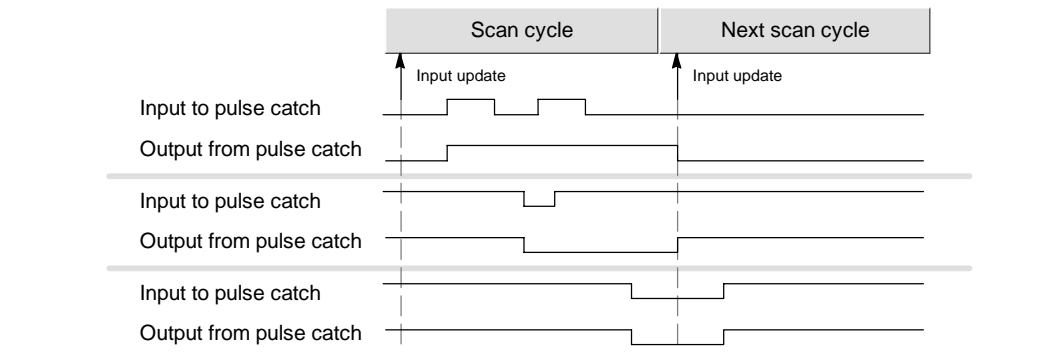 Scan cycle
Next scan cycle
Input update
Input update
Input to pulse catch
Output from pulse catch
Input to pulse catch
Output from pulse catch
Input to pulse catch
Output from pulse catch